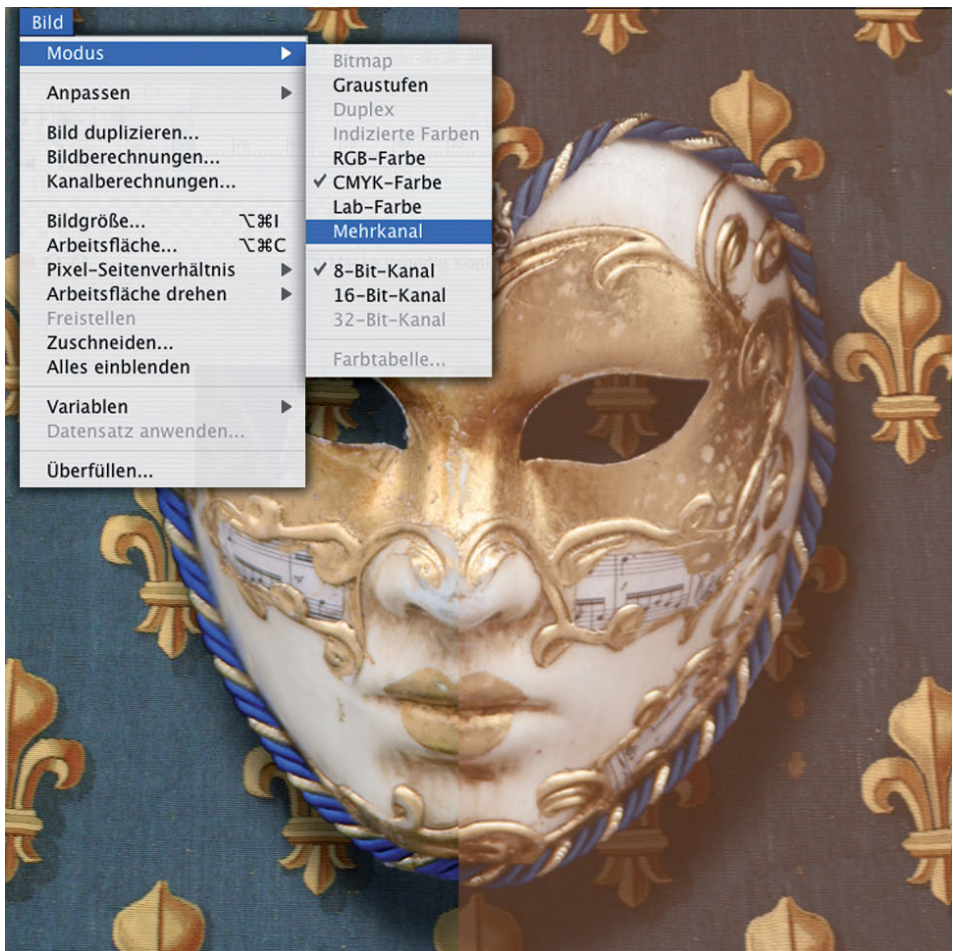 Bild
Modus
Anpassen
Bild duplizieren...
Bildberechnungen...
Kanalberechnungen...
Bildgröße... ⌥⌘I
Arbeitsfläche... ⌥⌘C
Pixel-Seitenverhältnis
Arbeitsfläche drehen
Freistellen
Zuschneiden...
Alles einblenden
Variablen
Datensatz anwenden...
Überfüllen...
Bitmap
Graustufen
Duplex
Indizierte Farben
RGB-Farbe
✓ CMYK-Farbe
Lab-Farbe
Mehrkanal
✓ 8-Bit-Kanal
16-Bit-Kanal
32-Bit-Kanal
Farbtabelle...